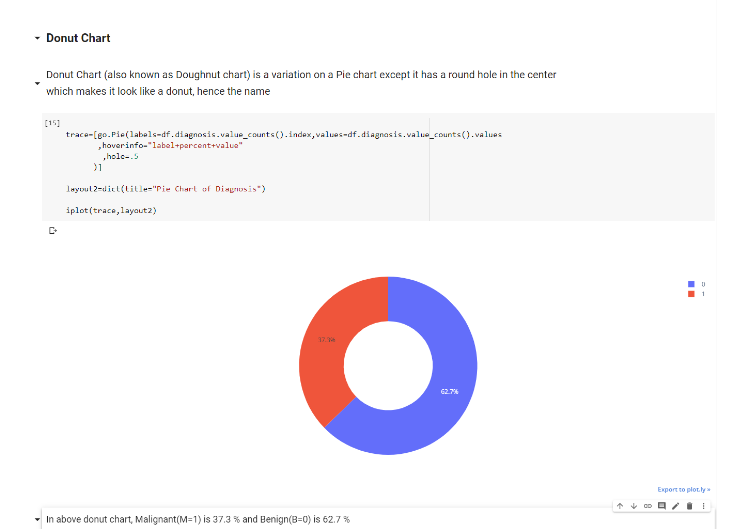 Donut Chart
Donut Chart (also known as Doughnut chart) is a variation on a Pie chart except it has a round hole in the center
which makes it look like a donut, hence the name
[15]
trace=[go.Pie(labels=df.diagnosis.value_counts().index,values=df.diagnosis.value_counts().values
,hoverinfo="label+percent+value"
,hole=.5
)]
layout2=dict(title="Pie Chart of Diagnosis")
iplot(trace,layout2)
0
1
37.3%
62.7%
Export to plot.ly »
In above donut chart, Malignant(M=1) is 37.3 % and Benign(B=0) is 62.7 %